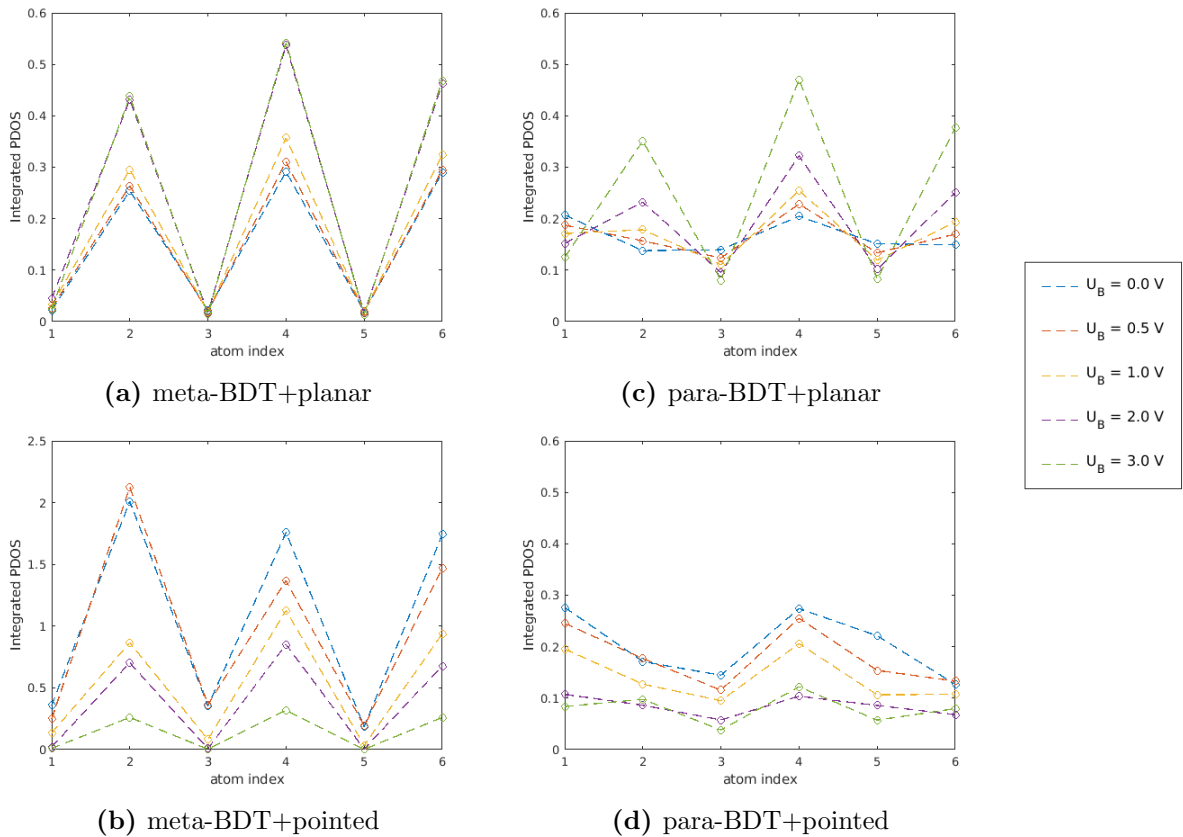 0.6
0.5
0.4
0.3
0.2
0.1
0
Integrated PDOS
1 2 3 4 5 6
atom index
(a) meta-BDT+planar
0.6
0.5
0.4
0.3
0.2
0.1
0
Integrated PDOS
1 2 3 4 5 6
atom index
(c) para-BDT+planar
2.5
2
1.5
1
0.5
0
Integrated PDOS
1 2 3 4 5 6
atom index
(b) meta-BDT+pointed
0.6
0.5
0.4
0.3
0.2
0.1
0
Integrated PDOS
1 2 3 4 5 6
atom index
(d) para-BDT+pointed
U_B = 0.0 V
U_B = 0.5 V
U_B = 1.0 V
U_B = 2.0 V
U_B = 3.0 V